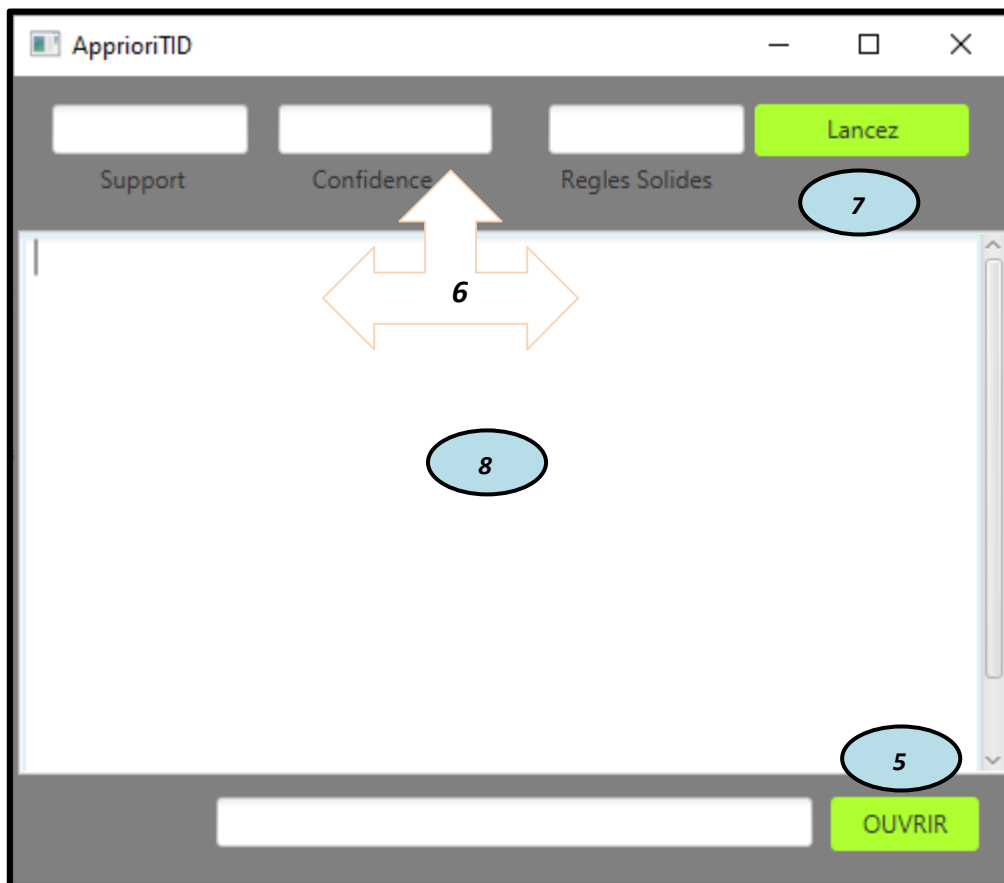 ApprioriTID
Lancez
Support Confidence Regles Solides
7
6
8
5
OUVRIR